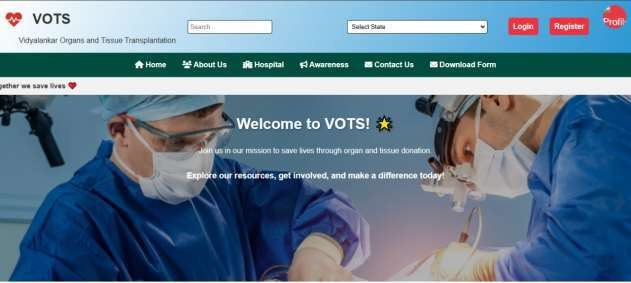 VOTS
Search...
Select State
Login
Register
Profil
Vidyalankar Organs and Tissue Transplantation
Home
About Us
Hospital
Awareness
Contact Us
Download Form
gether we save lives
Welcome to VOTS!
Join us in our mission to save lives through organ and tissue donation.
Explore our resources, get involved, and make a difference today!